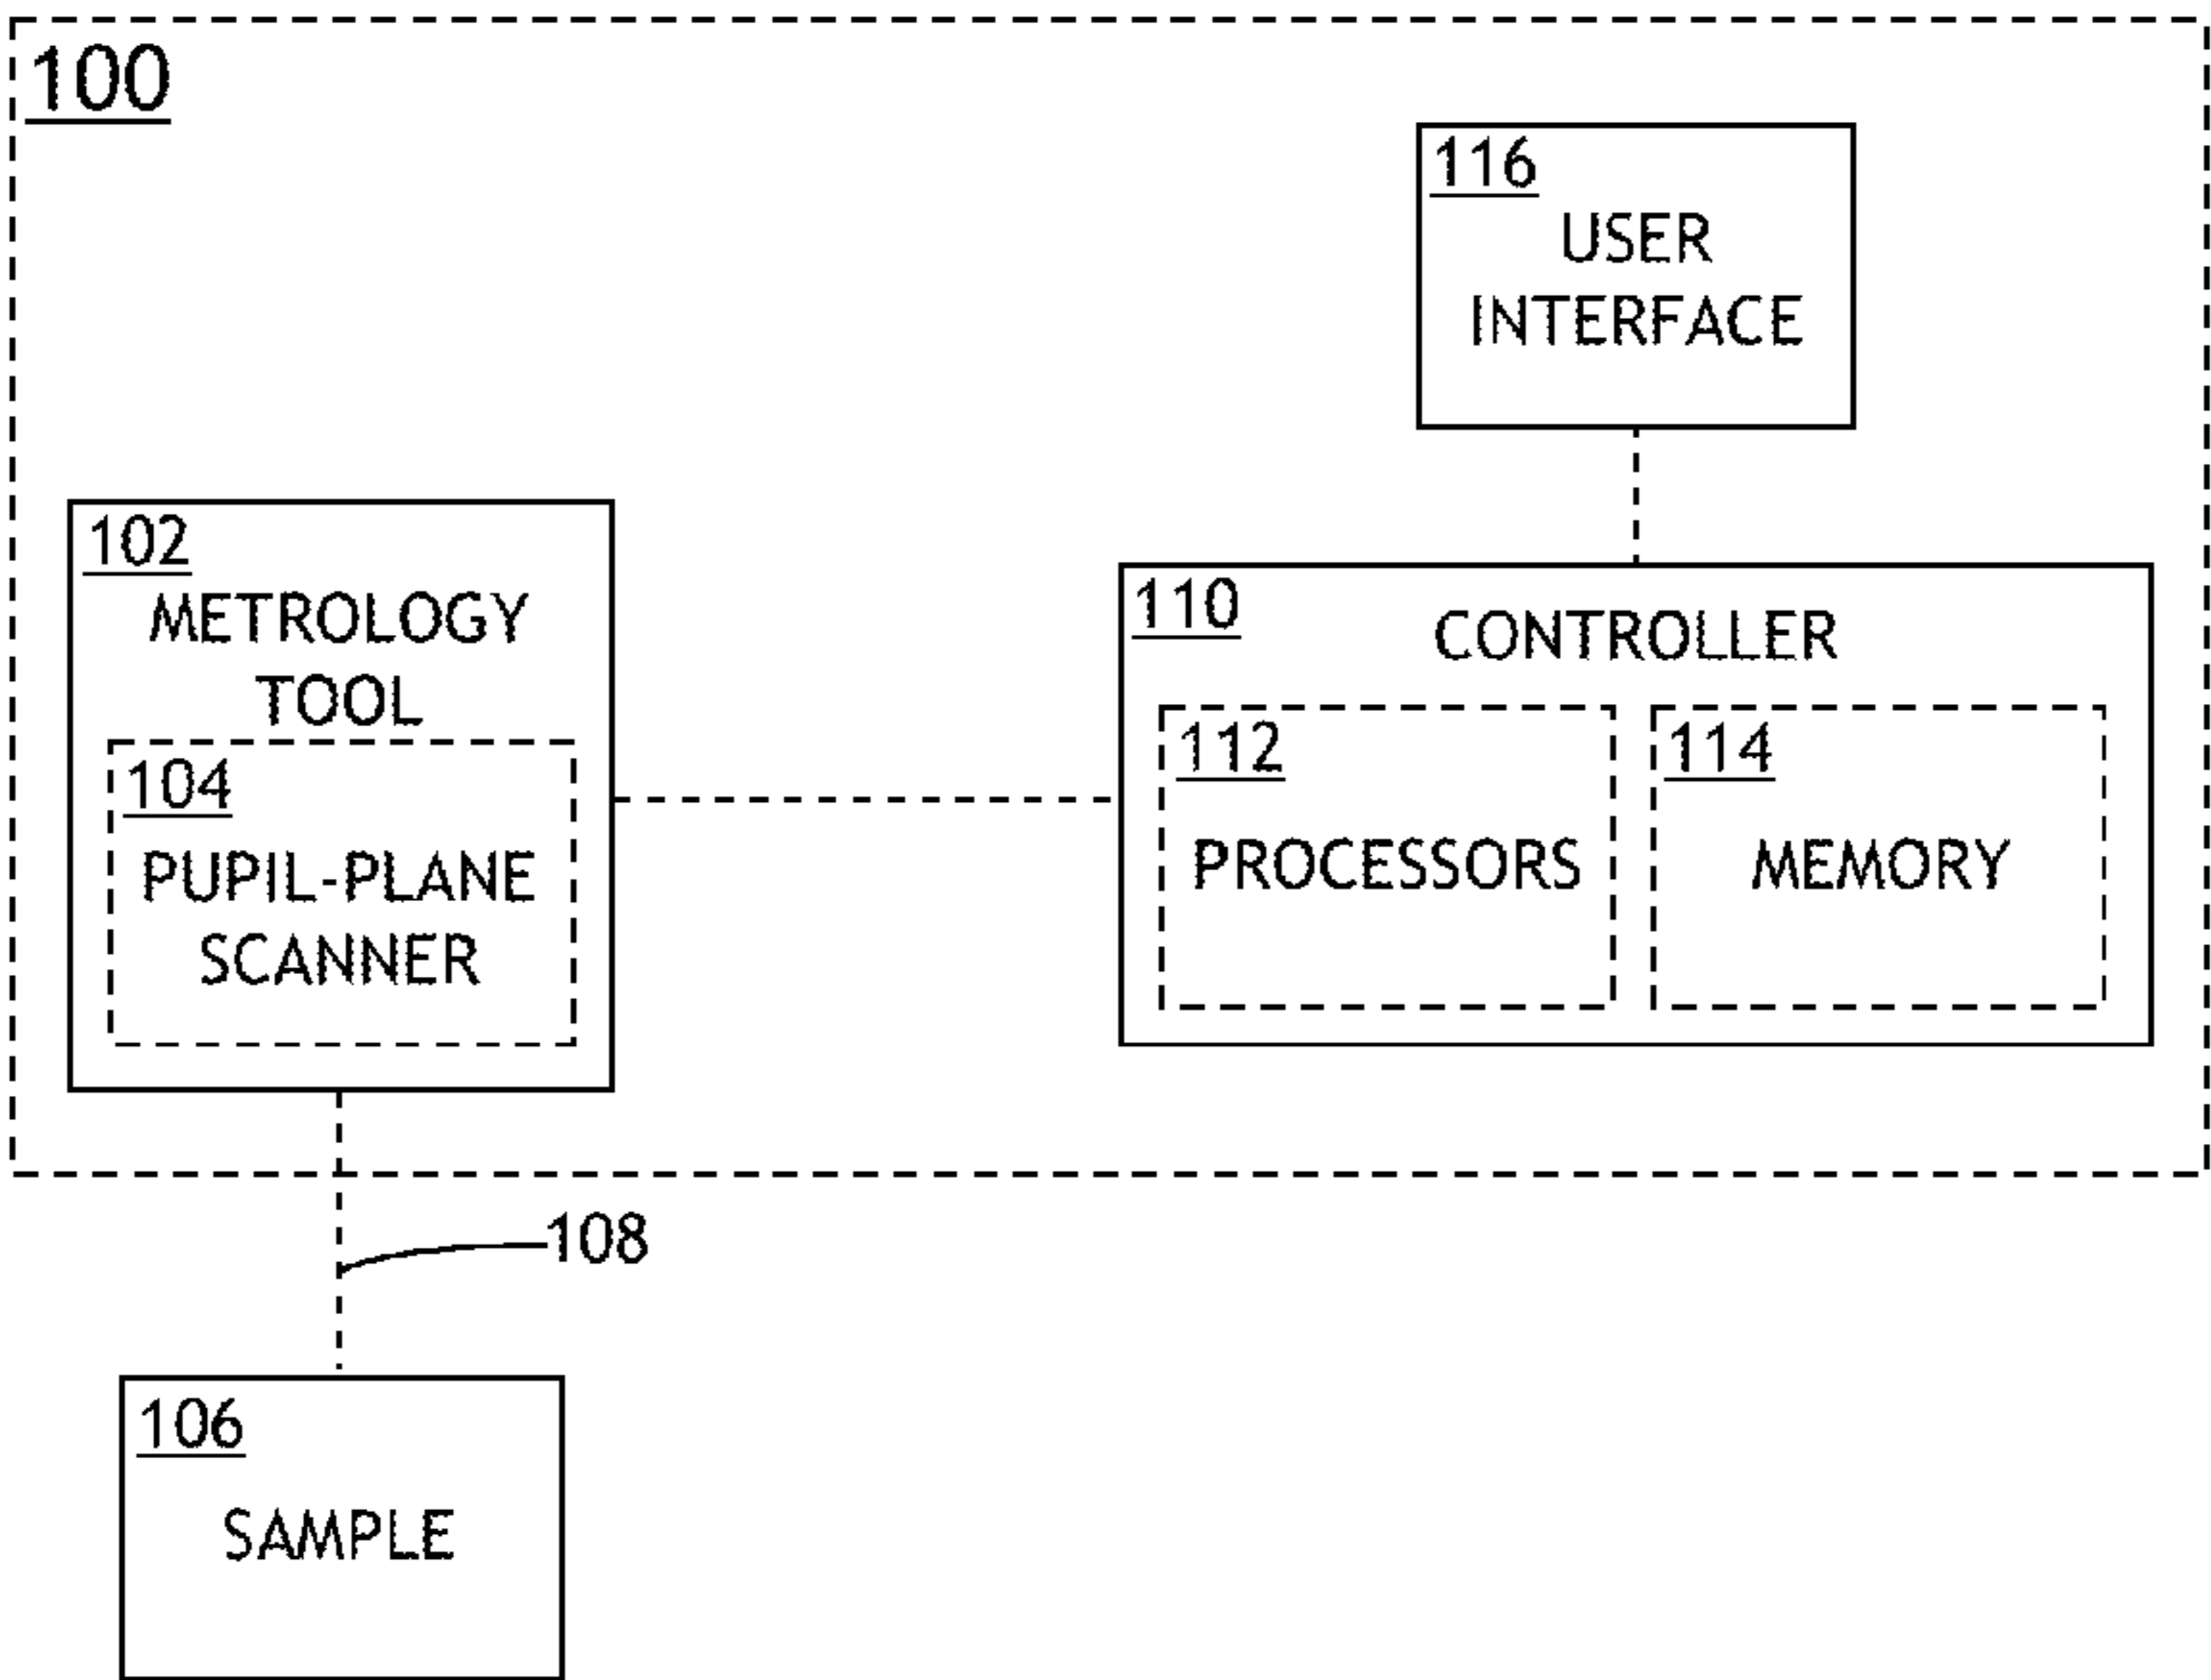 100
116
USER
INTERFACE
102
METROLOGY
TOOL
104
PUPIL-PLANE
SCANNER
110
CONTROLLER
112
PROCESSORS
114
MEMORY
108
106
SAMPLE